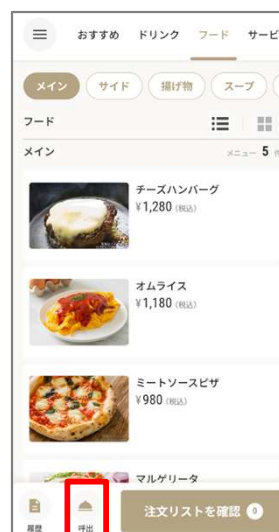 おすすめ ドリンク フード サービ
メイン サイド 揚げ物 スープ
フード
メイン メニュー 5 件
チーズハンバーグ
¥1,280 (税込)
オムライス
¥1,180 (税込)
ミートソースピザ
¥980 (税込)
マルゲリータ
履歴 呼出 注文リストを確認 0